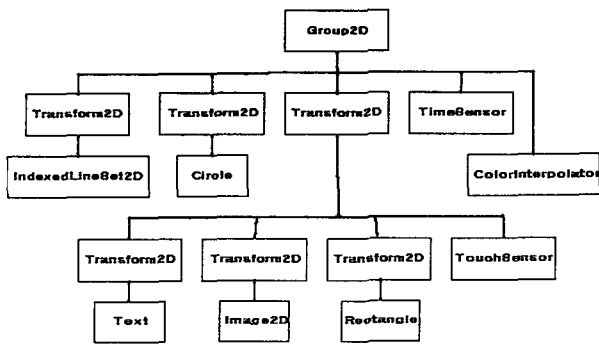 Group2D
Transform2D Transform2D Transform2D TimeSensor
IndexedLineSet2D Circle ColorInterpolator
Transform2D Transform2D Transform2D TouchSensor
Text Image2D Rectangle